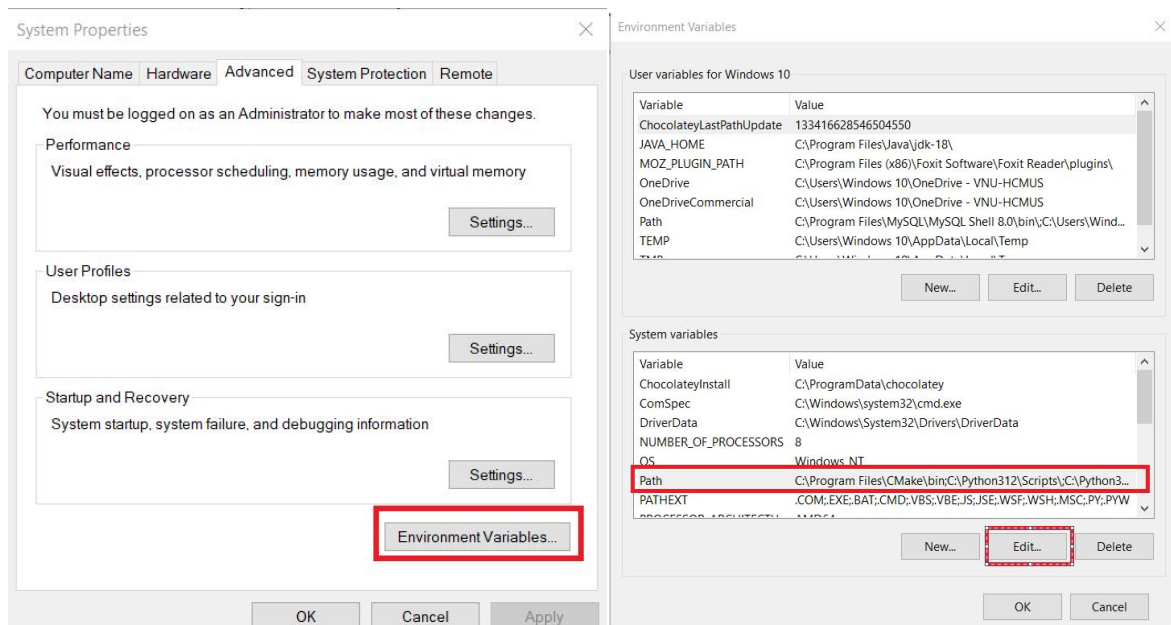 System Properties
Computer Name Hardware Advanced System Protection Remote
You must be logged on as an Administrator to make most of these changes.
Performance
Visual effects, processor scheduling, memory usage, and virtual memory
Settings...
User Profiles
Desktop settings related to your sign-in
Settings...
Startup and Recovery
System startup, system failure, and debugging information
Settings...
Environment Variables...
OK Cancel Apply
Environment Variables
User variables for Windows 10
Variable Value
ChocolateyLastPathUpdate 133416628546504550
JAVA_HOME C:\Program Files\Java\jdk-18\
MOZ_PLUGIN_PATH C:\Program Files (x86)\Foxit Software\Foxit Reader\plugins\
OneDrive C:\Users\Windows 10\OneDrive - VNU-HCMUS
OneDriveCommercial C:\Users\Windows 10\OneDrive - VNU-HCMUS
Path C:\Program Files\MySQL\MySQL Shell 8.0\bin\;C:\Users\Wind...
TEMP C:\Users\Windows 10\AppData\Local\Temp
New... Edit... Delete
System variables
Variable Value
ChocolateyInstall C:\ProgramData\chocolatey
ComSpec C:\Windows\system32\cmd.exe
DriverData C:\Windows\System32\Drivers\DriverData
NUMBER_OF_PROCESSORS 8
OS Windows_NT
Path C:\Program Files\CMake\bin;C:\Python312\Scripts\;C:\Python3...
PATHEXT .COM;.EXE;.BAT;.CMD;.VBS;.VBE;.JS;.JSE;.WSF;.WSH;.MSC;.PY;.PYW
New... Edit... Delete
OK Cancel